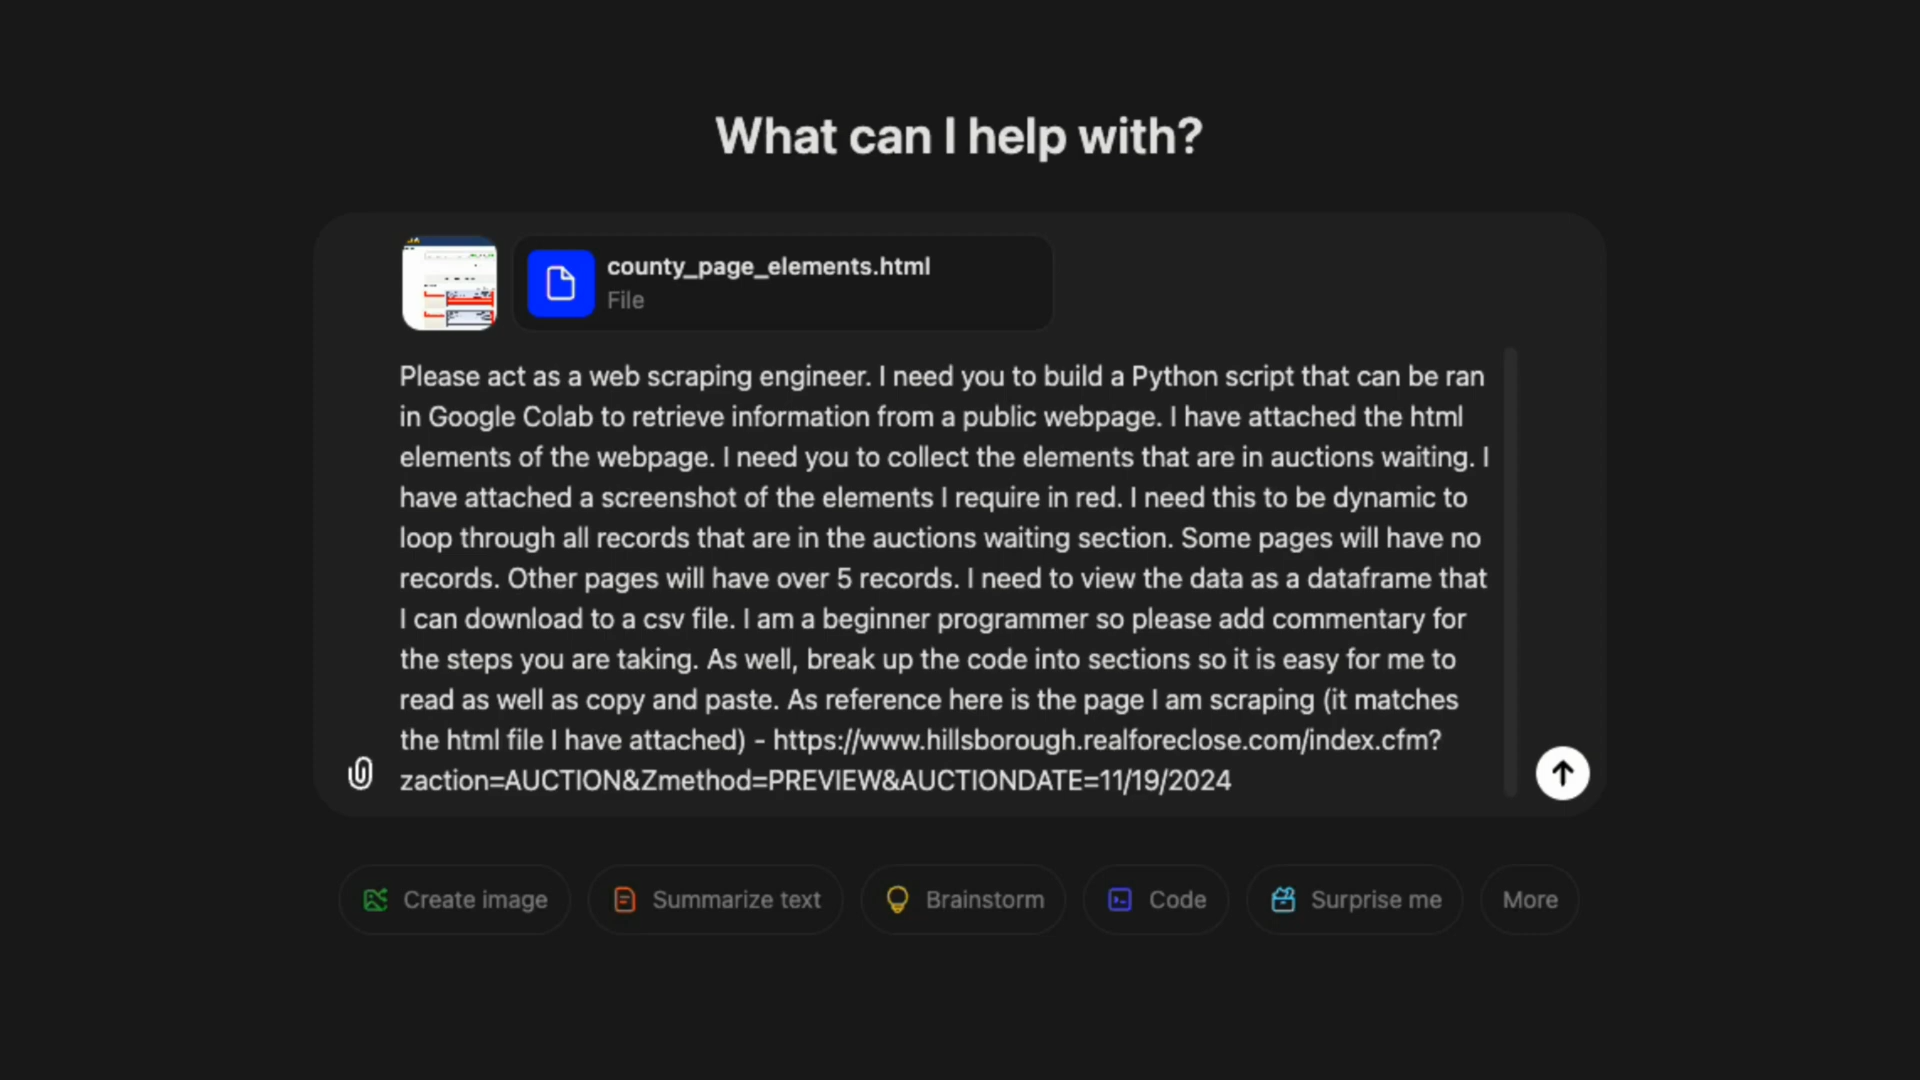 What can I help with?
county_page_elements.html
File
Please act as a web scraping engineer. I need you to build a Python script that can be ran
in Google Colab to retrieve information from a public webpage. I have attached the html
elements of the webpage. I need you to collect the elements that are in auctions waiting. I
have attached a screenshot of the elements I require in red. I need this to be dynamic to
loop through all records that are in the auctions waiting section. Some pages will have no
records. Other pages will have over 5 records. I need to view the data as a dataframe that
I can download to a csv file. I am a beginner programmer so please add commentary for
the steps you are taking. As well, break up the code into sections so it is easy for me to
read as well as copy and paste. As reference here is the page I am scraping (it matches
the html file I have attached) - https://www.hillsborough.realforeclose.com/index.cfm?
zaction=AUCTION&Zmethod=PREVIEW&AUCTIONDATE=11/19/2024
Create image
Summarize text
Brainstorm
Code
Surprise me
More